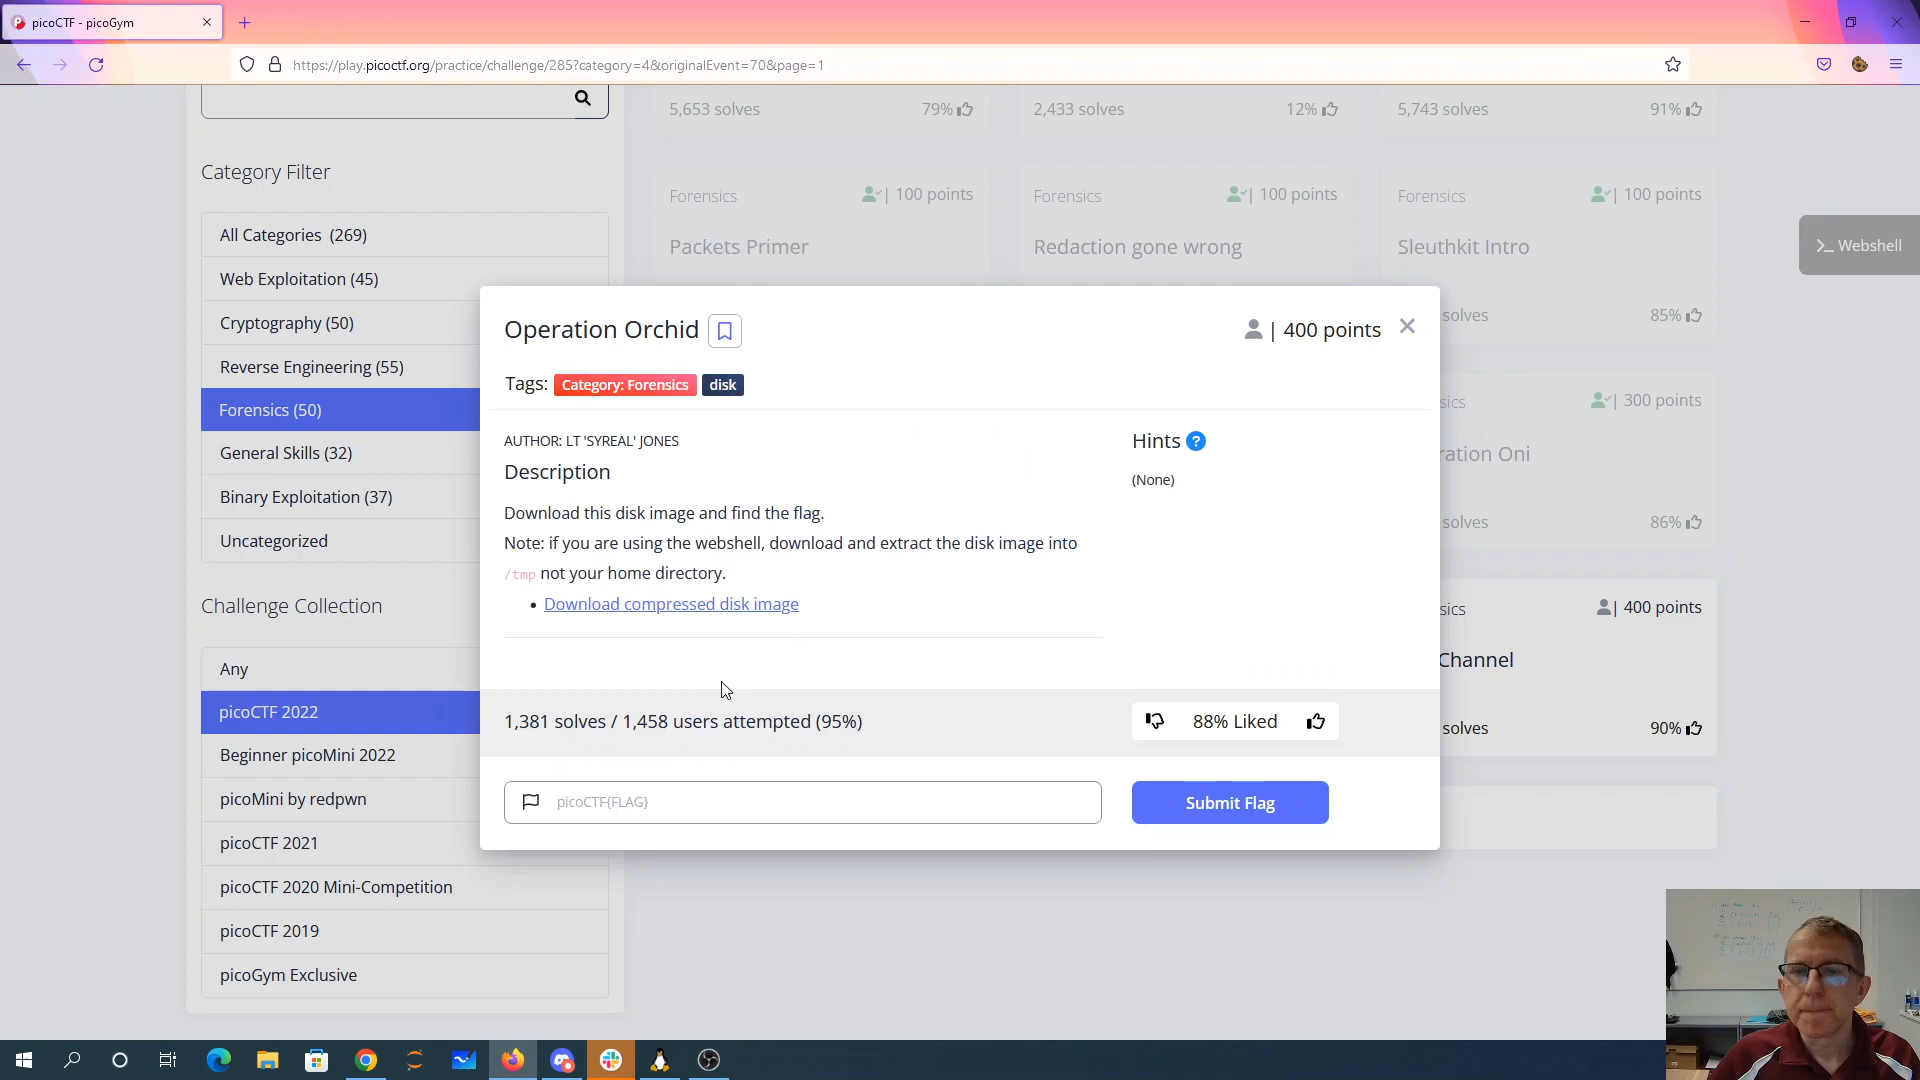 picoCTF - picoGym
https://play.picoctf.org/practice/challenge/285?category=4&originalEvent=70&page=1
5,653 solves 79%
2,433 solves 12%
5,743 solves 91%
Category Filter
All Categories (269)
Web Exploitation (45)
Cryptography (50)
Reverse Engineering (55)
Forensics (50)
General Skills (32)
Binary Exploitation (37)
Uncategorized
Challenge Collection
Any
picoCTF 2022
Beginner picoMini 2022
picoMini by redpwn
picoCTF 2021
picoCTF 2020 Mini-Competition
picoCTF 2019
picoGym Exclusive
Forensics | 100 points
Packets Primer
Forensics | 100 points
Redaction gone wrong
Forensics | 100 points
Sleuthkit Intro
solves 85%
sics | 300 points
ration Oni
solves 86%
sics | 400 points
Channel
solves 90%
>_ Webshell
Operation Orchid
| 400 points
Tags: Category: Forensics disk
AUTHOR: LT 'SYREAL' JONES
Description
Download this disk image and find the flag.
Note: if you are using the webshell, download and extract the disk image into
/tmp not your home directory.
• Download compressed disk image
Hints ?
(None)
1,381 solves / 1,458 users attempted (95%)
88% Liked
picoCTF{FLAG}
Submit Flag